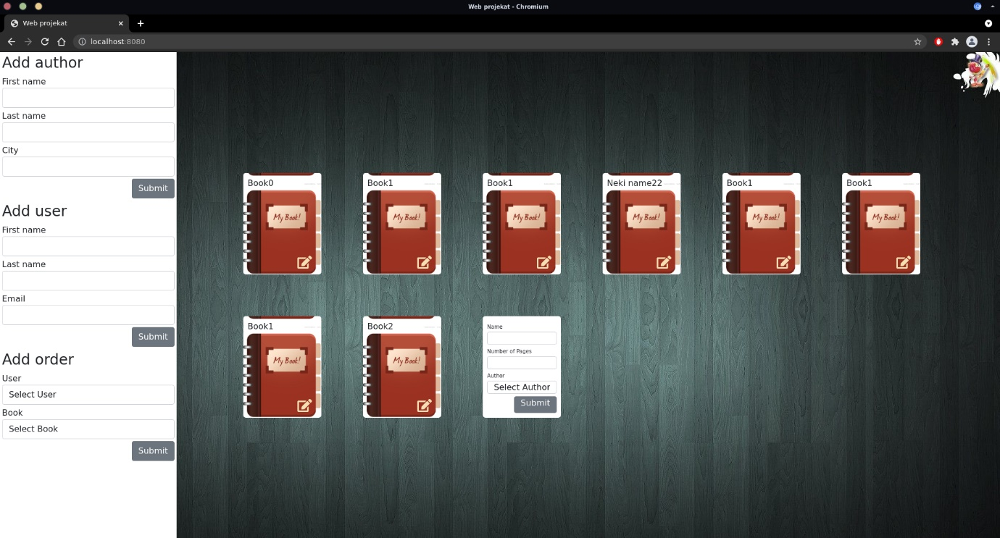 Web projekat - Chromium
Web projekat
localhost:8080
Add author
First name
Last name
City
Submit
Add user
First name
Last name
Email
Submit
Add order
User
Select User
Book
Select Book
Submit
Book0
Book1
Book1
Neki name22
Book1
Book1
My Book!
My Book!
My Book!
My Book!
My Book!
My Book!
Book1
Book2
My Book!
My Book!
Name
Number of Pages
Author
Select Author
Submit